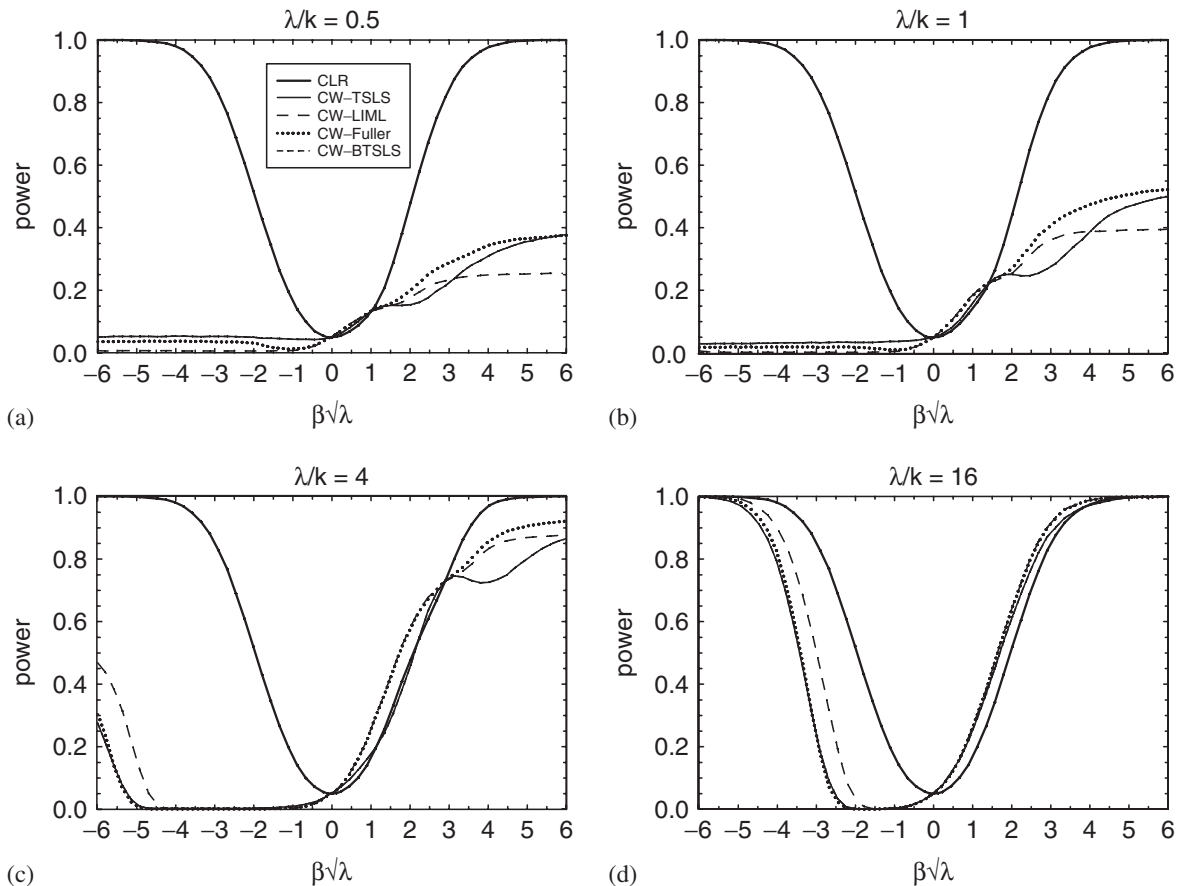 λ/k = 0.5
1.0
0.8
0.6
0.4
0.2
0.0
power
CLR
CW–TSLS
CW–LIML
CW–Fuller
CW–BTSLS
–6 –5 –4 –3 –2 –1 0 1 2 3 4 5 6
(a)
β√λ
λ/k = 1
1.0
0.8
0.6
0.4
0.2
0.0
power
–6 –5 –4 –3 –2 –1 0 1 2 3 4 5 6
(b)
β√λ
λ/k = 4
1.0
0.8
0.6
0.4
0.2
0.0
power
–6 –5 –4 –3 –2 –1 0 1 2 3 4 5 6
(c)
β√λ
λ/k = 16
1.0
0.8
0.6
0.4
0.2
0.0
power
–6 –5 –4 –3 –2 –1 0 1 2 3 4 5 6
(d)
β√λ